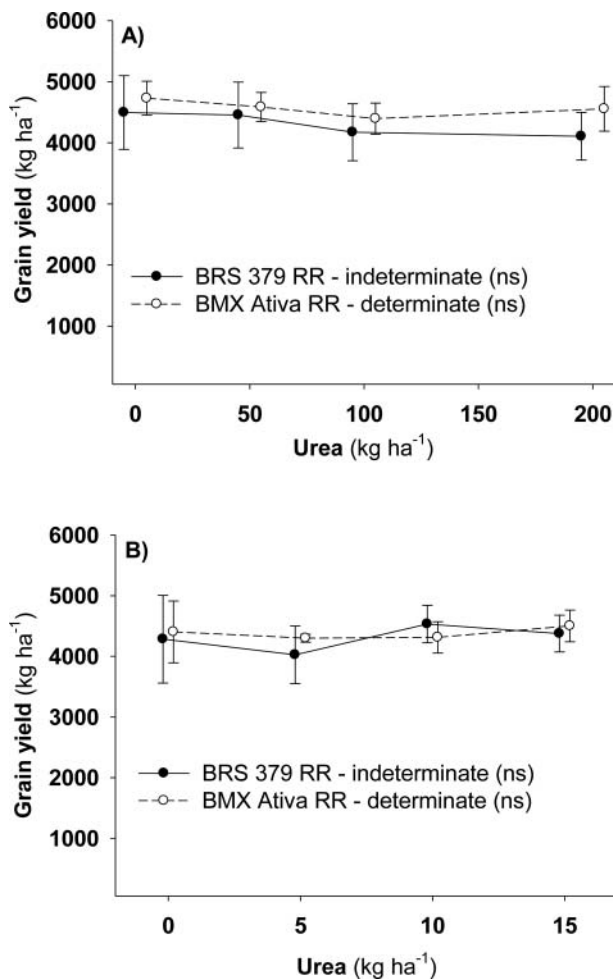 A)
6000
5000
4000
3000
2000
1000
Grain yield (kg ha⁻¹)
BRS 379 RR - indeterminate (ns)
BMX Ativa RR - determinate (ns)
0 50 100 150 200
Urea (kg ha⁻¹)
B)
6000
5000
4000
3000
2000
1000
Grain yield (kg ha⁻¹)
BRS 379 RR - indeterminate (ns)
BMX Ativa RR - determinate (ns)
0 5 10 15
Urea (kg ha⁻¹)